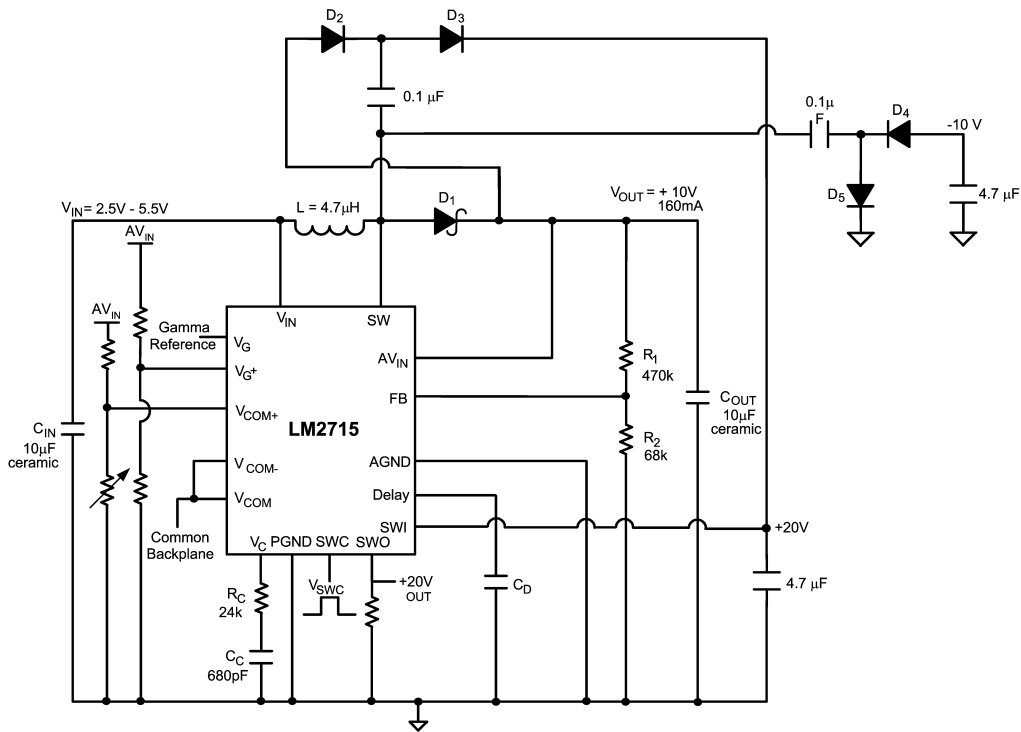 D2
D3
0.1 μF
0.1μ
F
D4
-10 V
D5
4.7 μF
VIN = 2.5V - 5.5V
L = 4.7μH
D1
VOUT = + 10V
160mA
AVIN
AVIN
VIN
SW
Gamma
Reference
VG
VG+
AVIN
R1
470k
VCOM+
FB
CIN
10μF
ceramic
LM2715
COUT
10μF
ceramic
R2
68k
VCOM-
AGND
VCOM
Delay
Common
Backplane
SWI
+20V
VC
PGND
SWC
SWO
RC
24k
VSWC
+20V
OUT
CD
4.7 μF
CC
680pF